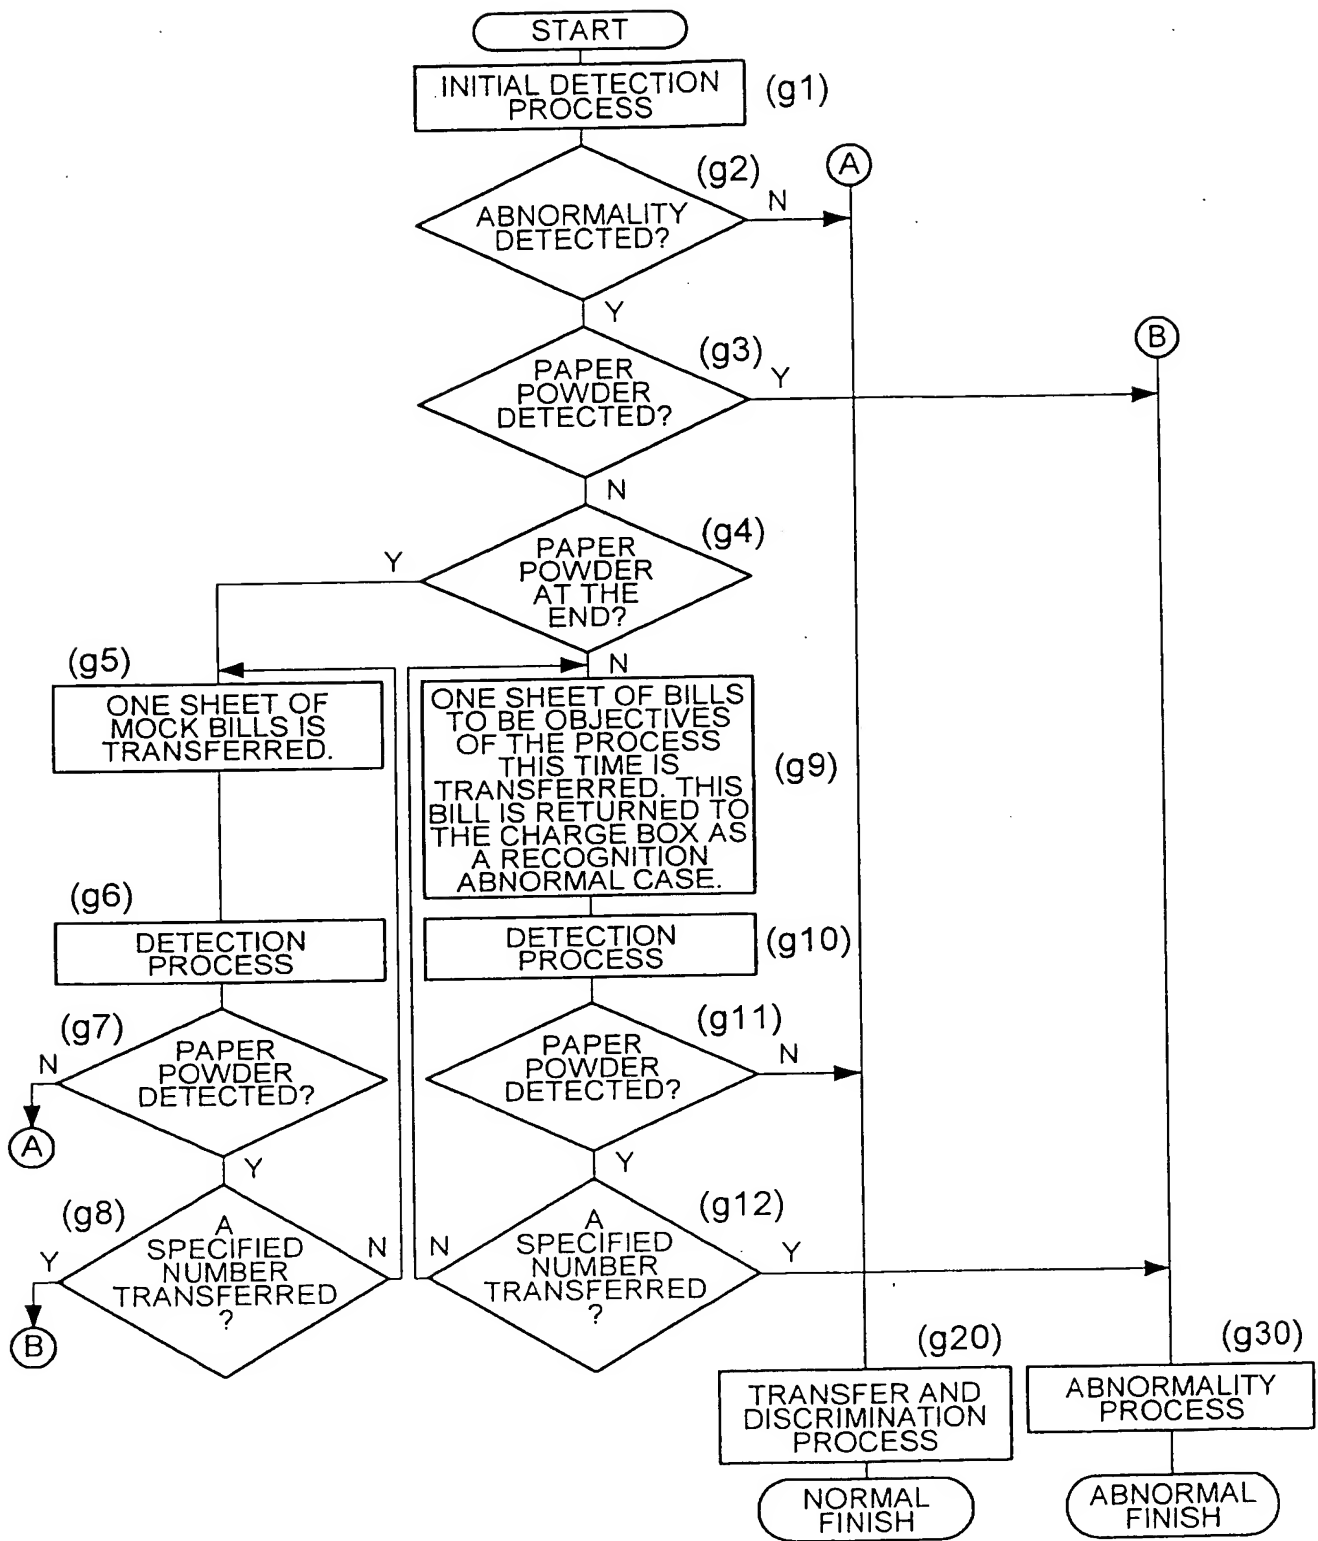 START
INITIAL DETECTION
PROCESS
(g1)
(g2)
A
ABNORMALITY
DETECTED?
N
Y
B
(g3)
PAPER
POWDER
DETECTED?
Y
N
(g4)
PAPER
POWDER
AT THE
END?
Y
N
(g5)
ONE SHEET OF
MOCK BILLS IS
TRANSFERRED.
ONE SHEET OF BILLS
TO BE OBJECTIVES
OF THE PROCESS
THIS TIME IS
TRANSFERRED. THIS
BILL IS RETURNED TO
THE CHARGE BOX AS
A RECOGNITION
ABNORMAL CASE.
(g9)
(g6)
DETECTION
PROCESS
DETECTION
PROCESS
(g10)
(g7)
PAPER
POWDER
DETECTED?
N
A
Y
(g11)
PAPER
POWDER
DETECTED?
N
Y
(g8)
A
SPECIFIED
NUMBER
TRANSFERRED
?
Y
N
B
(g12)
A
SPECIFIED
NUMBER
TRANSFERRED
?
N
Y
(g20)
TRANSFER AND
DISCRIMINATION
PROCESS
(g30)
ABNORMALITY
PROCESS
NORMAL
FINISH
ABNORMAL
FINISH